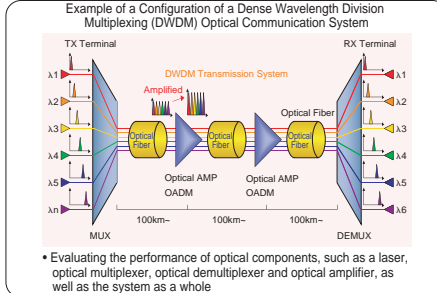 Example of a Configuration of a Dense Wavelength Division
Multiplexing (DWDM) Optical Communication System
TX Terminal
RX Terminal
DWDM Transmission System
Amplified
Optical Fiber
λ1
λ2
λ3
λ4
λ5
λn
Optical
Fiber
Optical
Fiber
Optical
Fiber
λ1
λ2
λ3
λ4
λ5
λ6
Optical AMP
OADM
Optical AMP
OADM
100km~
100km~
100km~
MUX
DEMUX
• Evaluating the performance of optical components, such as a laser,
optical multiplexer, optical demultiplexer and optical amplifier, as
well as the system as a whole